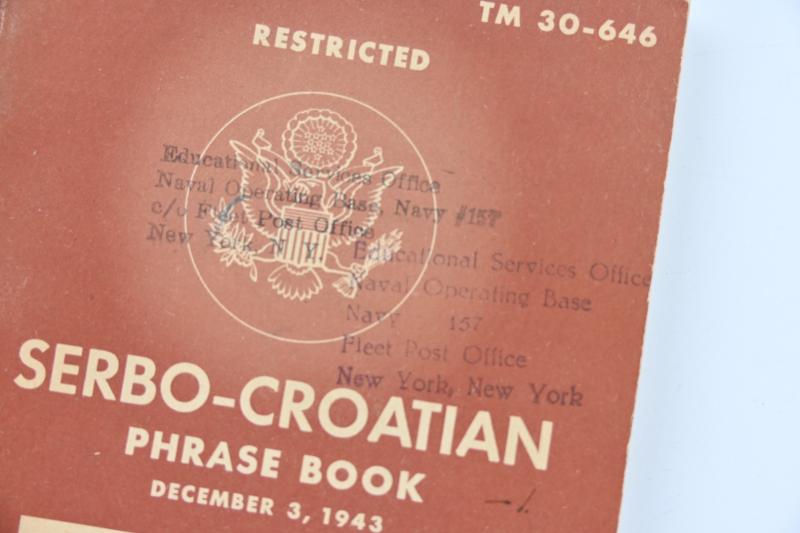 TM 30-646
RESTRICTED
Educational Services Office
Naval Operating Base, Navy #157
c/o Fleet Post Office
New York, N. Y.
Educational Services Office
Naval Operating Base
Navy 157
Fleet Post Office
New York, New York
SERBO-CROATIAN
PHRASE BOOK
DECEMBER 3, 1943